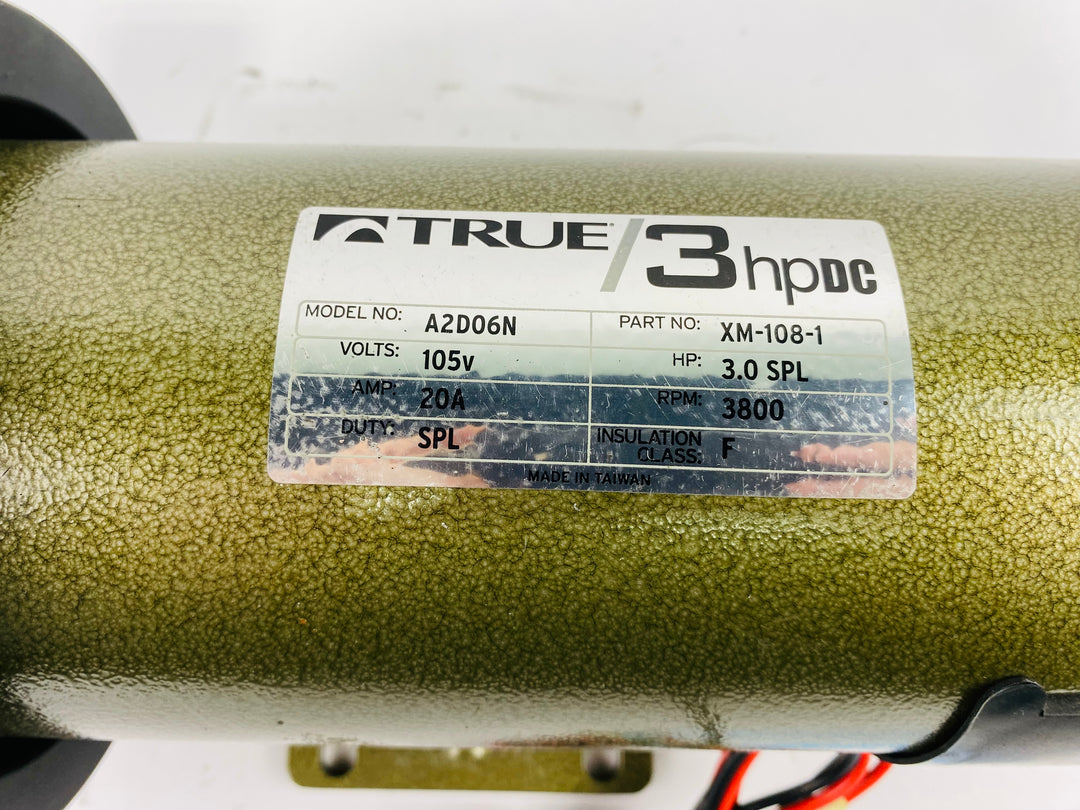 TRUE® / 3hpDC
MODEL NO: A2D06N PART NO: XM-108-1
VOLTS: 105v HP: 3.0 SPL
AMP: 20A RPM: 3800
DUTY: SPL INSULATION CLASS: F
MADE IN TAIWAN